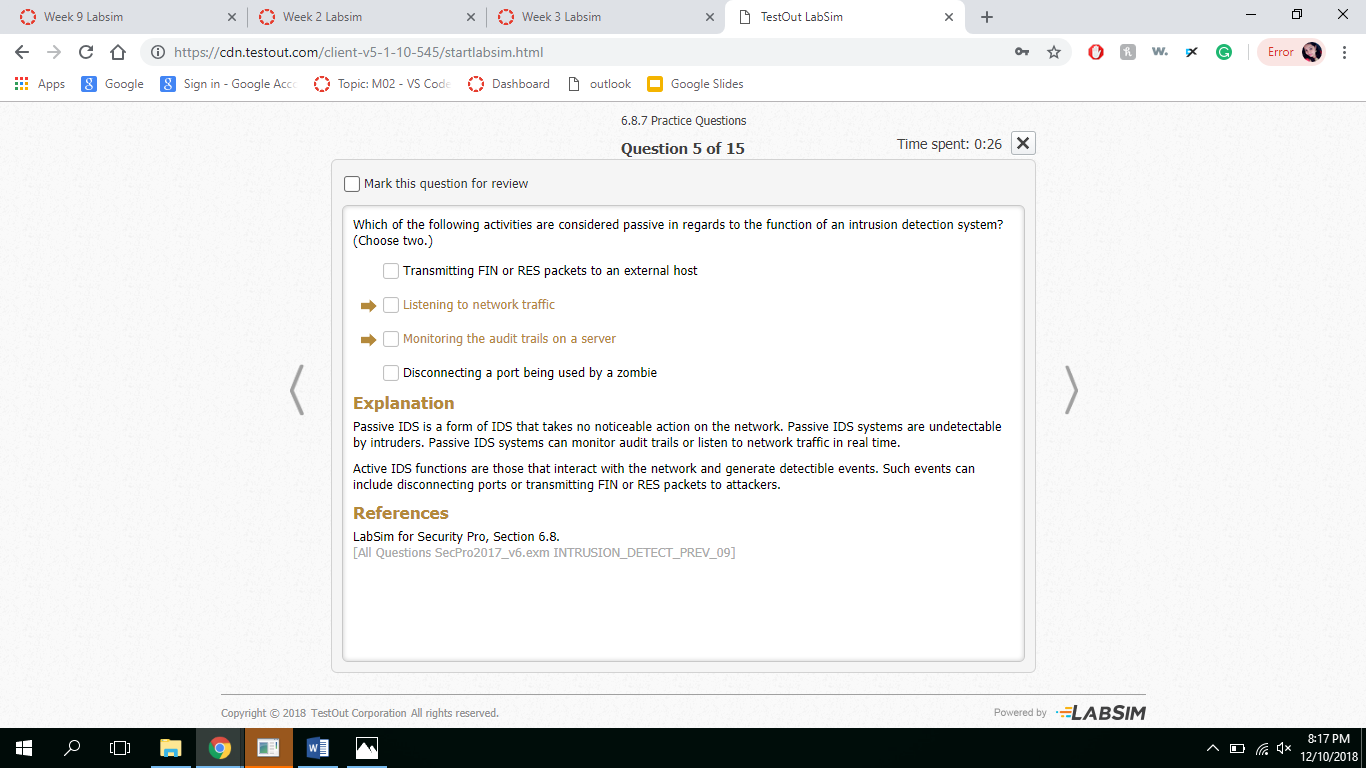 Week 9 Labsim
Week 2 Labsim
Week 3 Labsim
TestOut LabSim
https://cdn.testout.com/client-v5-1-10-545/startlabsim.html
Error
Apps
Google
Sign in - Google Acco
Topic: M02 - VS Code
Dashboard
outlook
Google Slides
6.8.7 Practice Questions
Question 5 of 15
Time spent: 0:26
Mark this question for review
Which of the following activities are considered passive in regards to the function of an intrusion detection system?
(Choose two.)
Transmitting FIN or RES packets to an external host
Listening to network traffic
Monitoring the audit trails on a server
Disconnecting a port being used by a zombie
Explanation
Passive IDS is a form of IDS that takes no noticeable action on the network. Passive IDS systems are undetectable
by intruders. Passive IDS systems can monitor audit trails or listen to network traffic in real time.
Active IDS functions are those that interact with the network and generate detectible events. Such events can
include disconnecting ports or transmitting FIN or RES packets to attackers.
References
LabSim for Security Pro, Section 6.8.
[All Questions SecPro2017_v6.exm INTRUSION_DETECT_PREV_09]
Copyright © 2018 TestOut Corporation All rights reserved.
Powered by LABSIM
8:17 PM
12/10/2018